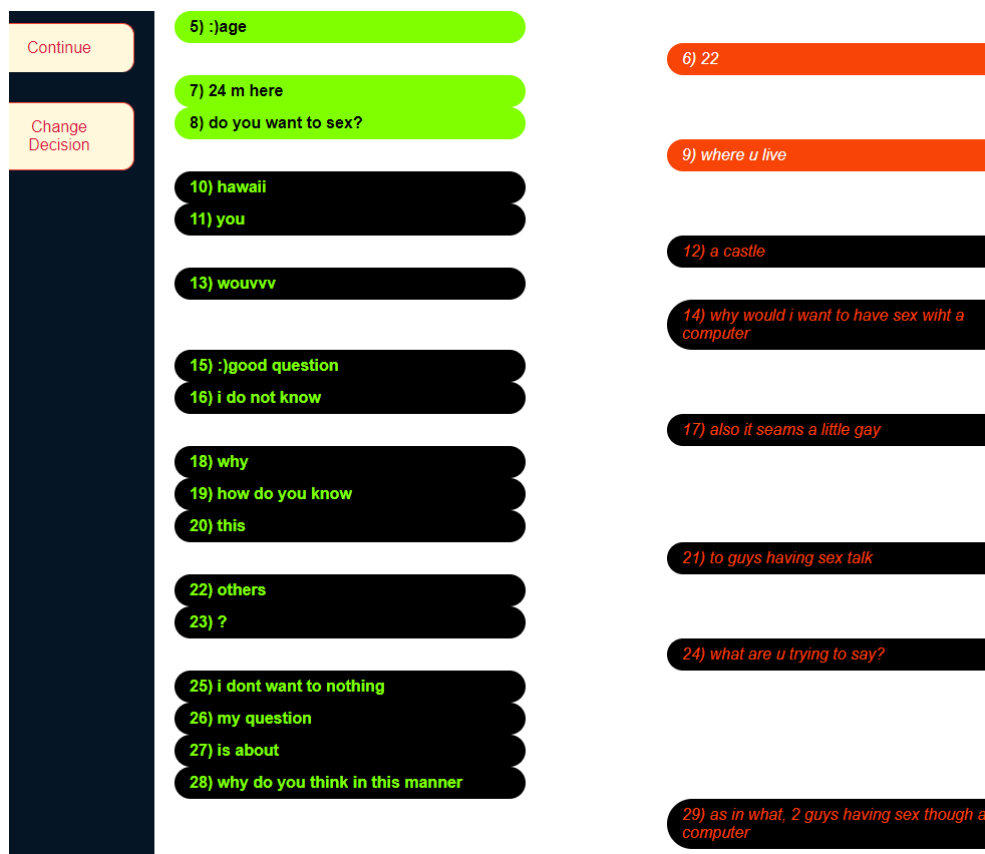 Continue
Change
Decision
5) :)age
6) 22
7) 24 m here
8) do you want to sex?
9) where u live
10) hawaii
11) you
12) a castle
13) wouvvv
14) why would i want to have sex wiht a
computer
15) :)good question
16) i do not know
17) also it seams a little gay
18) why
19) how do you know
20) this
21) to guys having sex talk
22) others
23) ?
24) what are u trying to say?
25) i dont want to nothing
26) my question
27) is about
28) why do you think in this manner
29) as in what, 2 guys having sex though a
computer